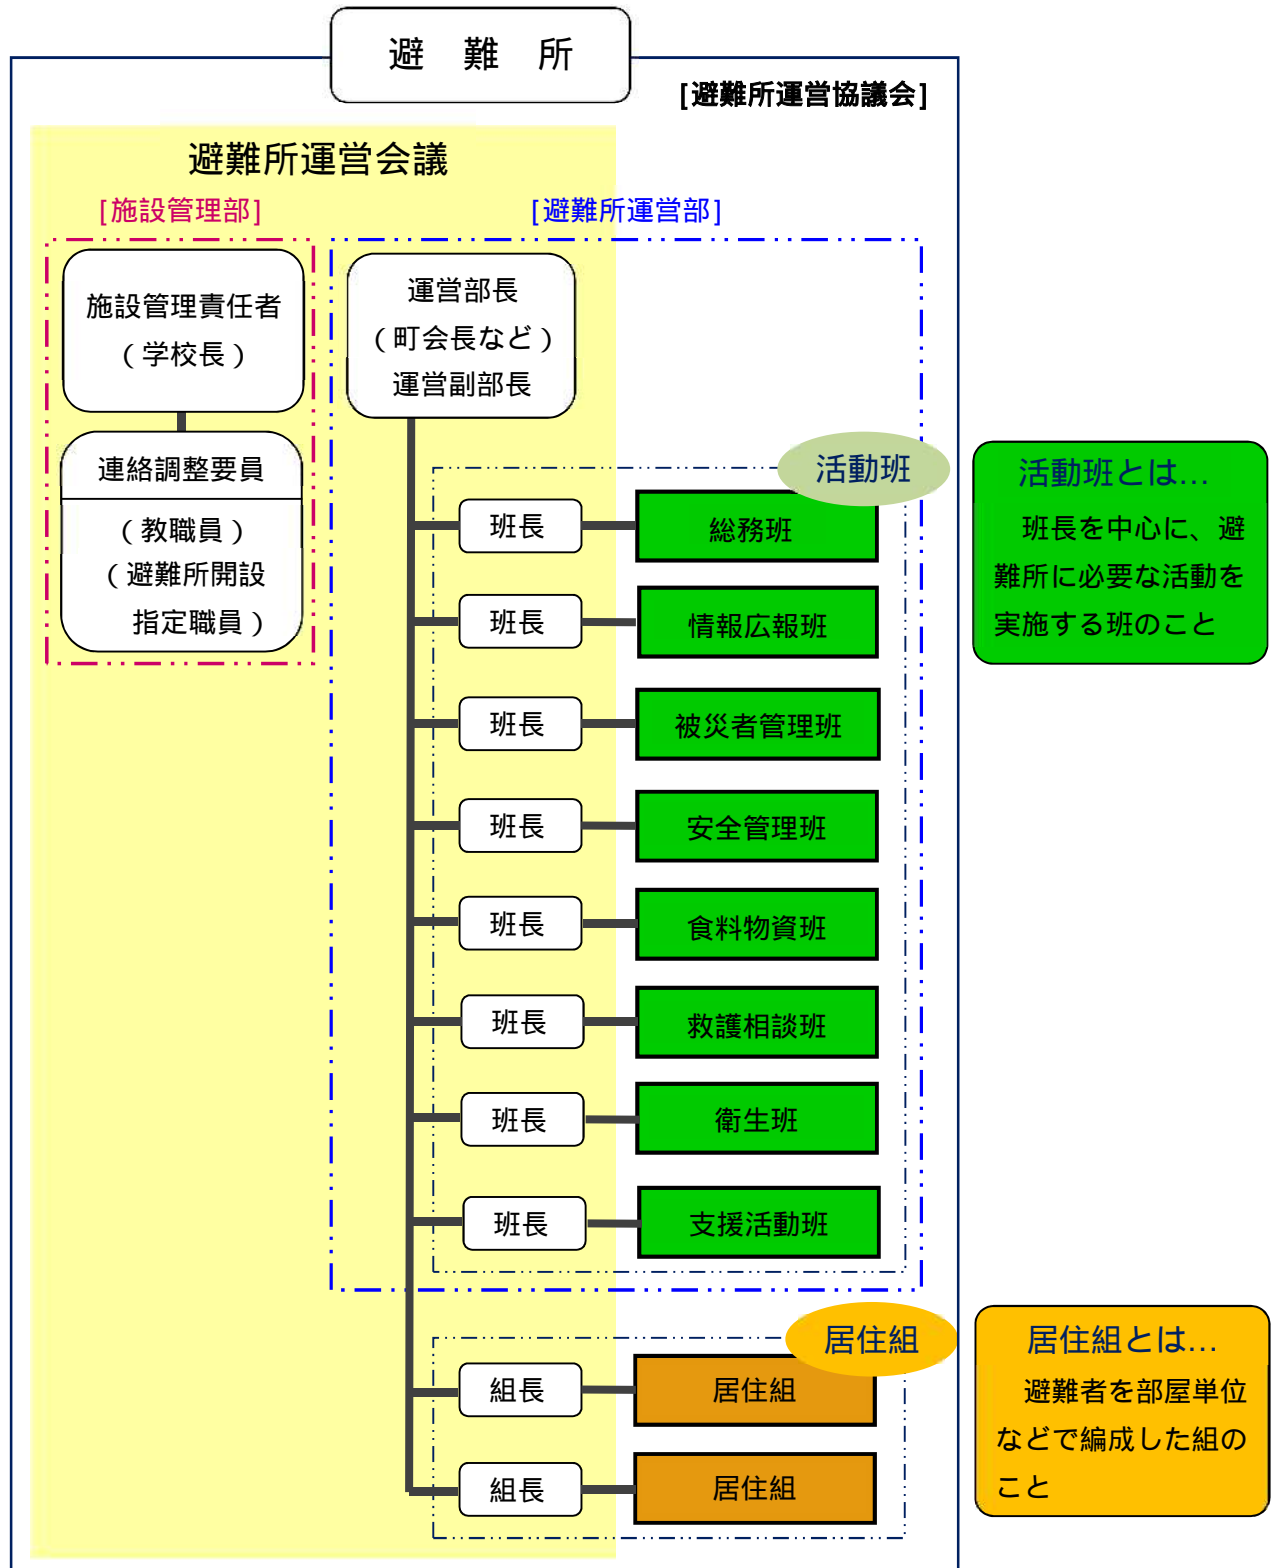 避 難 所
[避難所運営協議会]
避難所運営会議
[施設管理部]
[避難所運営部]
施設管理責任者
(学校長)
連絡調整要員
(教職員)
(避難所開設
指定職員)
運営部長
(町会長など)
運営副部長
活動班
班長
総務班
班長
情報広報班
班長
被災者管理班
班長
安全管理班
班長
食料物資班
班長
救護相談班
班長
衛生班
班長
支援活動班
居住組
組長
居住組
組長
居住組
活動班とは…
班長を中心に、避
難所に必要な活動を
実施する班のこと
居住組とは…
避難者を部屋単位
などで編成した組の
こと